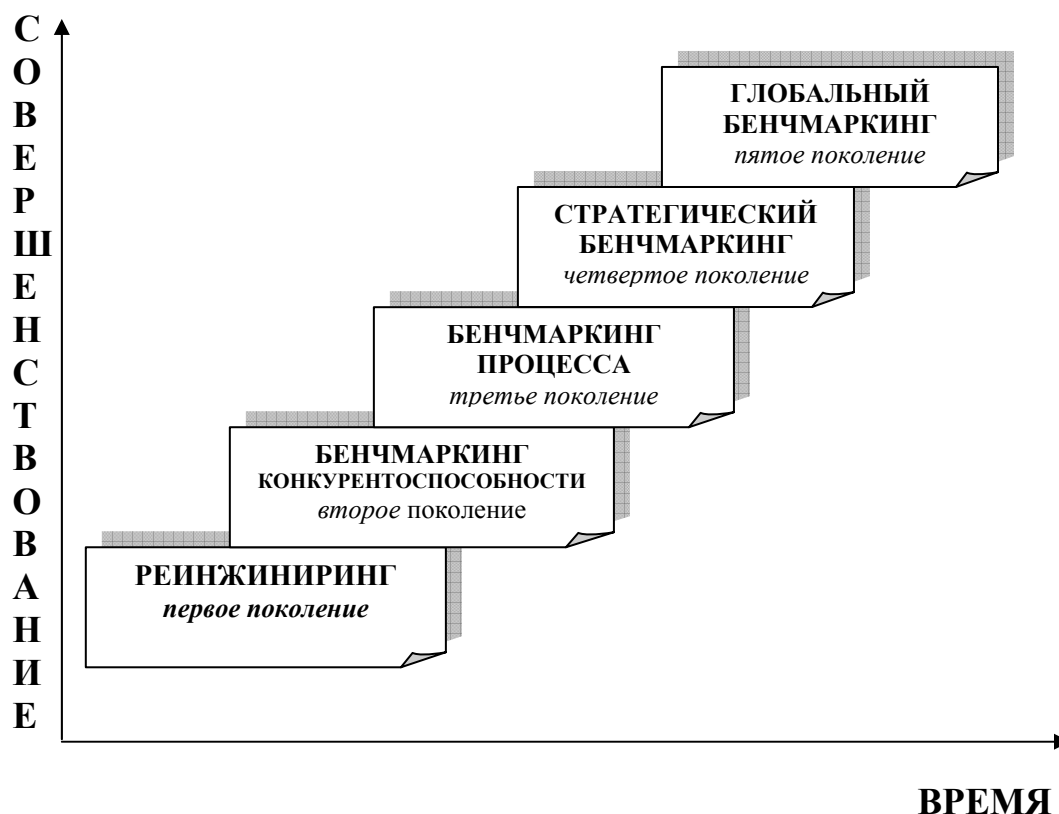 СОВЕРШЕНСТВОВАНИЕ
ГЛОБАЛЬНЫЙ
БЕНЧМАРКИНГ
пятое поколение
СТРАТЕГИЧЕСКИЙ
БЕНЧМАРКИНГ
четвертое поколение
БЕНЧМАРКИНГ
ПРОЦЕССА
третье поколение
БЕНЧМАРКИНГ
КОНКУРЕНТОСПОСОБНОСТИ
второе поколение
РЕИНЖИНИРИНГ
первое поколение
ВРЕМЯ